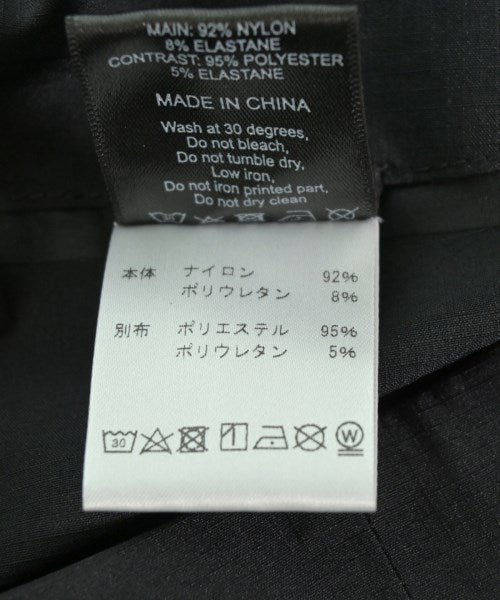 MAIN: 92% NYLON
8% ELASTANE
CONTRAST: 95% POLYESTER
5% ELASTANE
MADE IN CHINA
Wash at 30 degrees,
Do not bleach,
Do not tumble dry,
Low iron,
Do not iron printed part,
Do not dry clean
本体 ナイロン 92%
ポリウレタン 8%
別布 ポリエステル 95%
ポリウレタン 5%
30 W